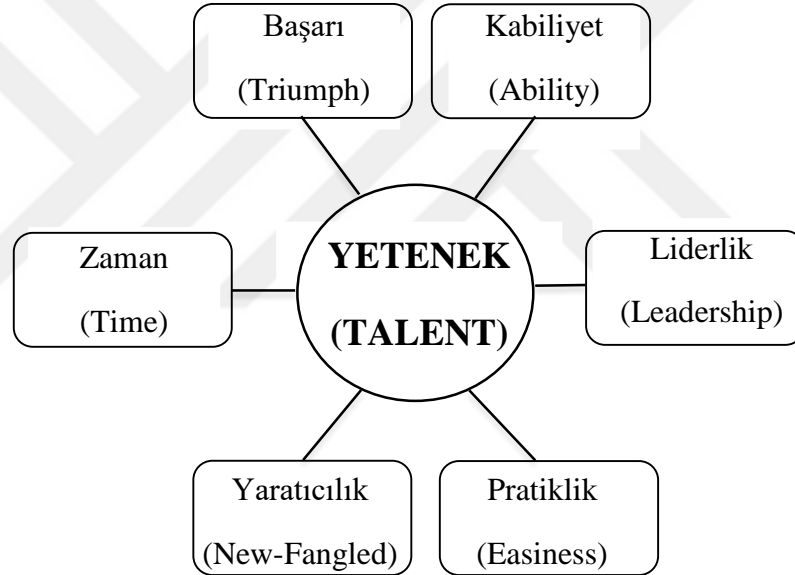 Başarı
(Triumph)
Kabiliyet
(Ability)
Zaman
(Time)
YETENEK
(TALENT)
Liderlik
(Leadership)
Yaratıcılık
(New-Fangled)
Pratiklik
(Easiness)